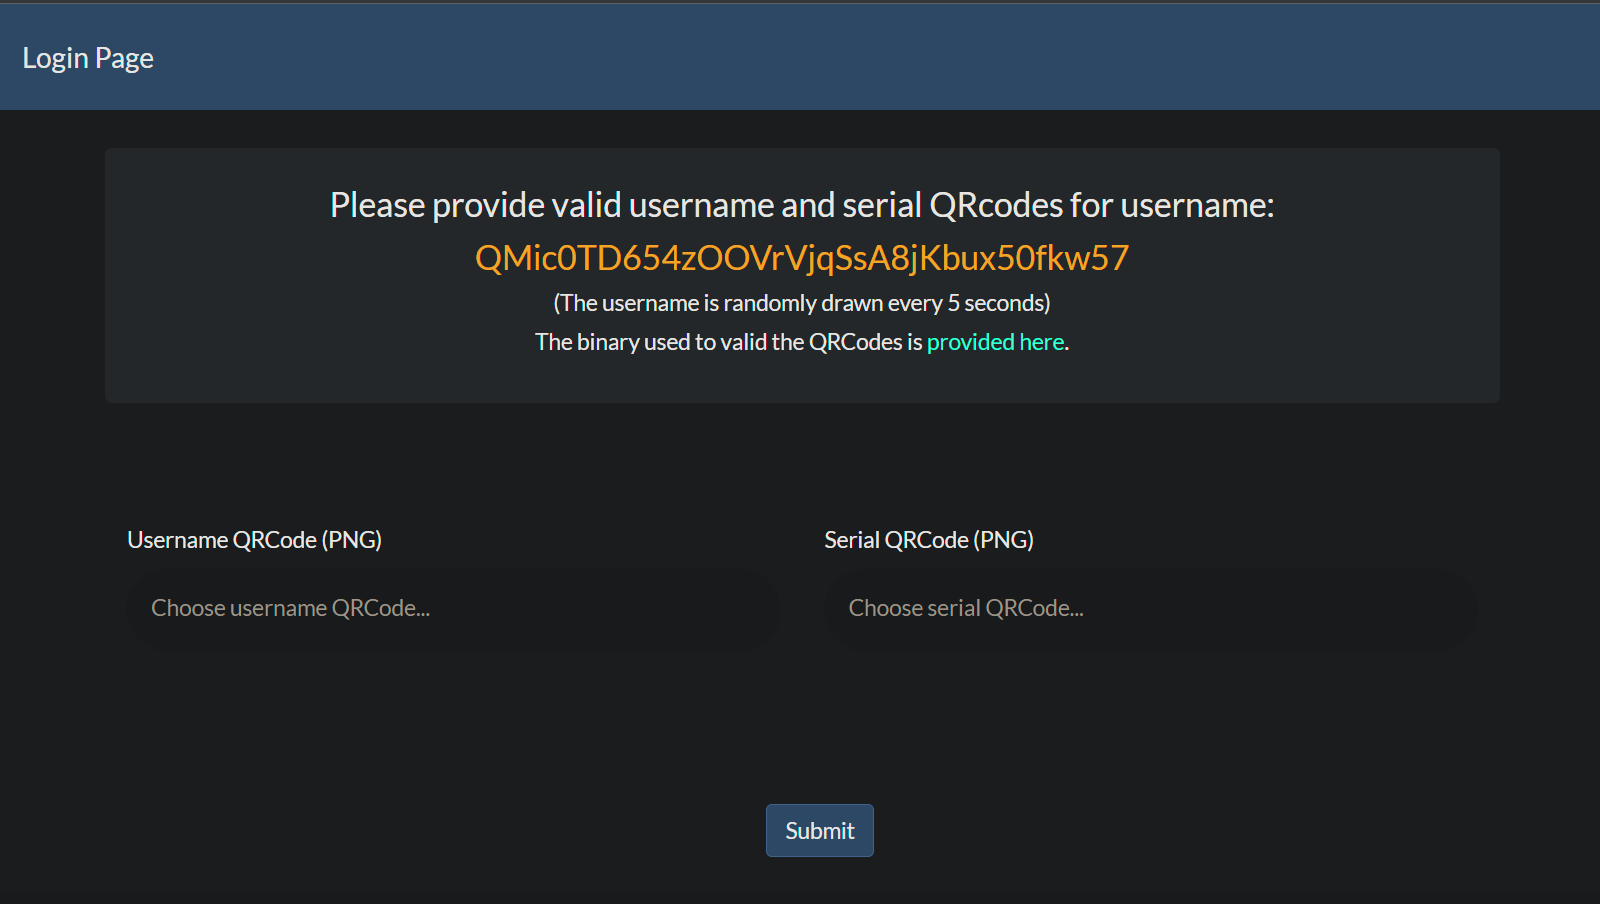 Login Page
Please provide valid username and serial QRcodes for username:
QMic0TD654zOOVrVjqSsA8jKbux50fkw57
(The username is randomly drawn every 5 seconds)
The binary used to valid the QRCodes is provided here.
Username QRCode (PNG)
Serial QRCode (PNG)
Choose username QRCode...
Choose serial QRCode...
Submit